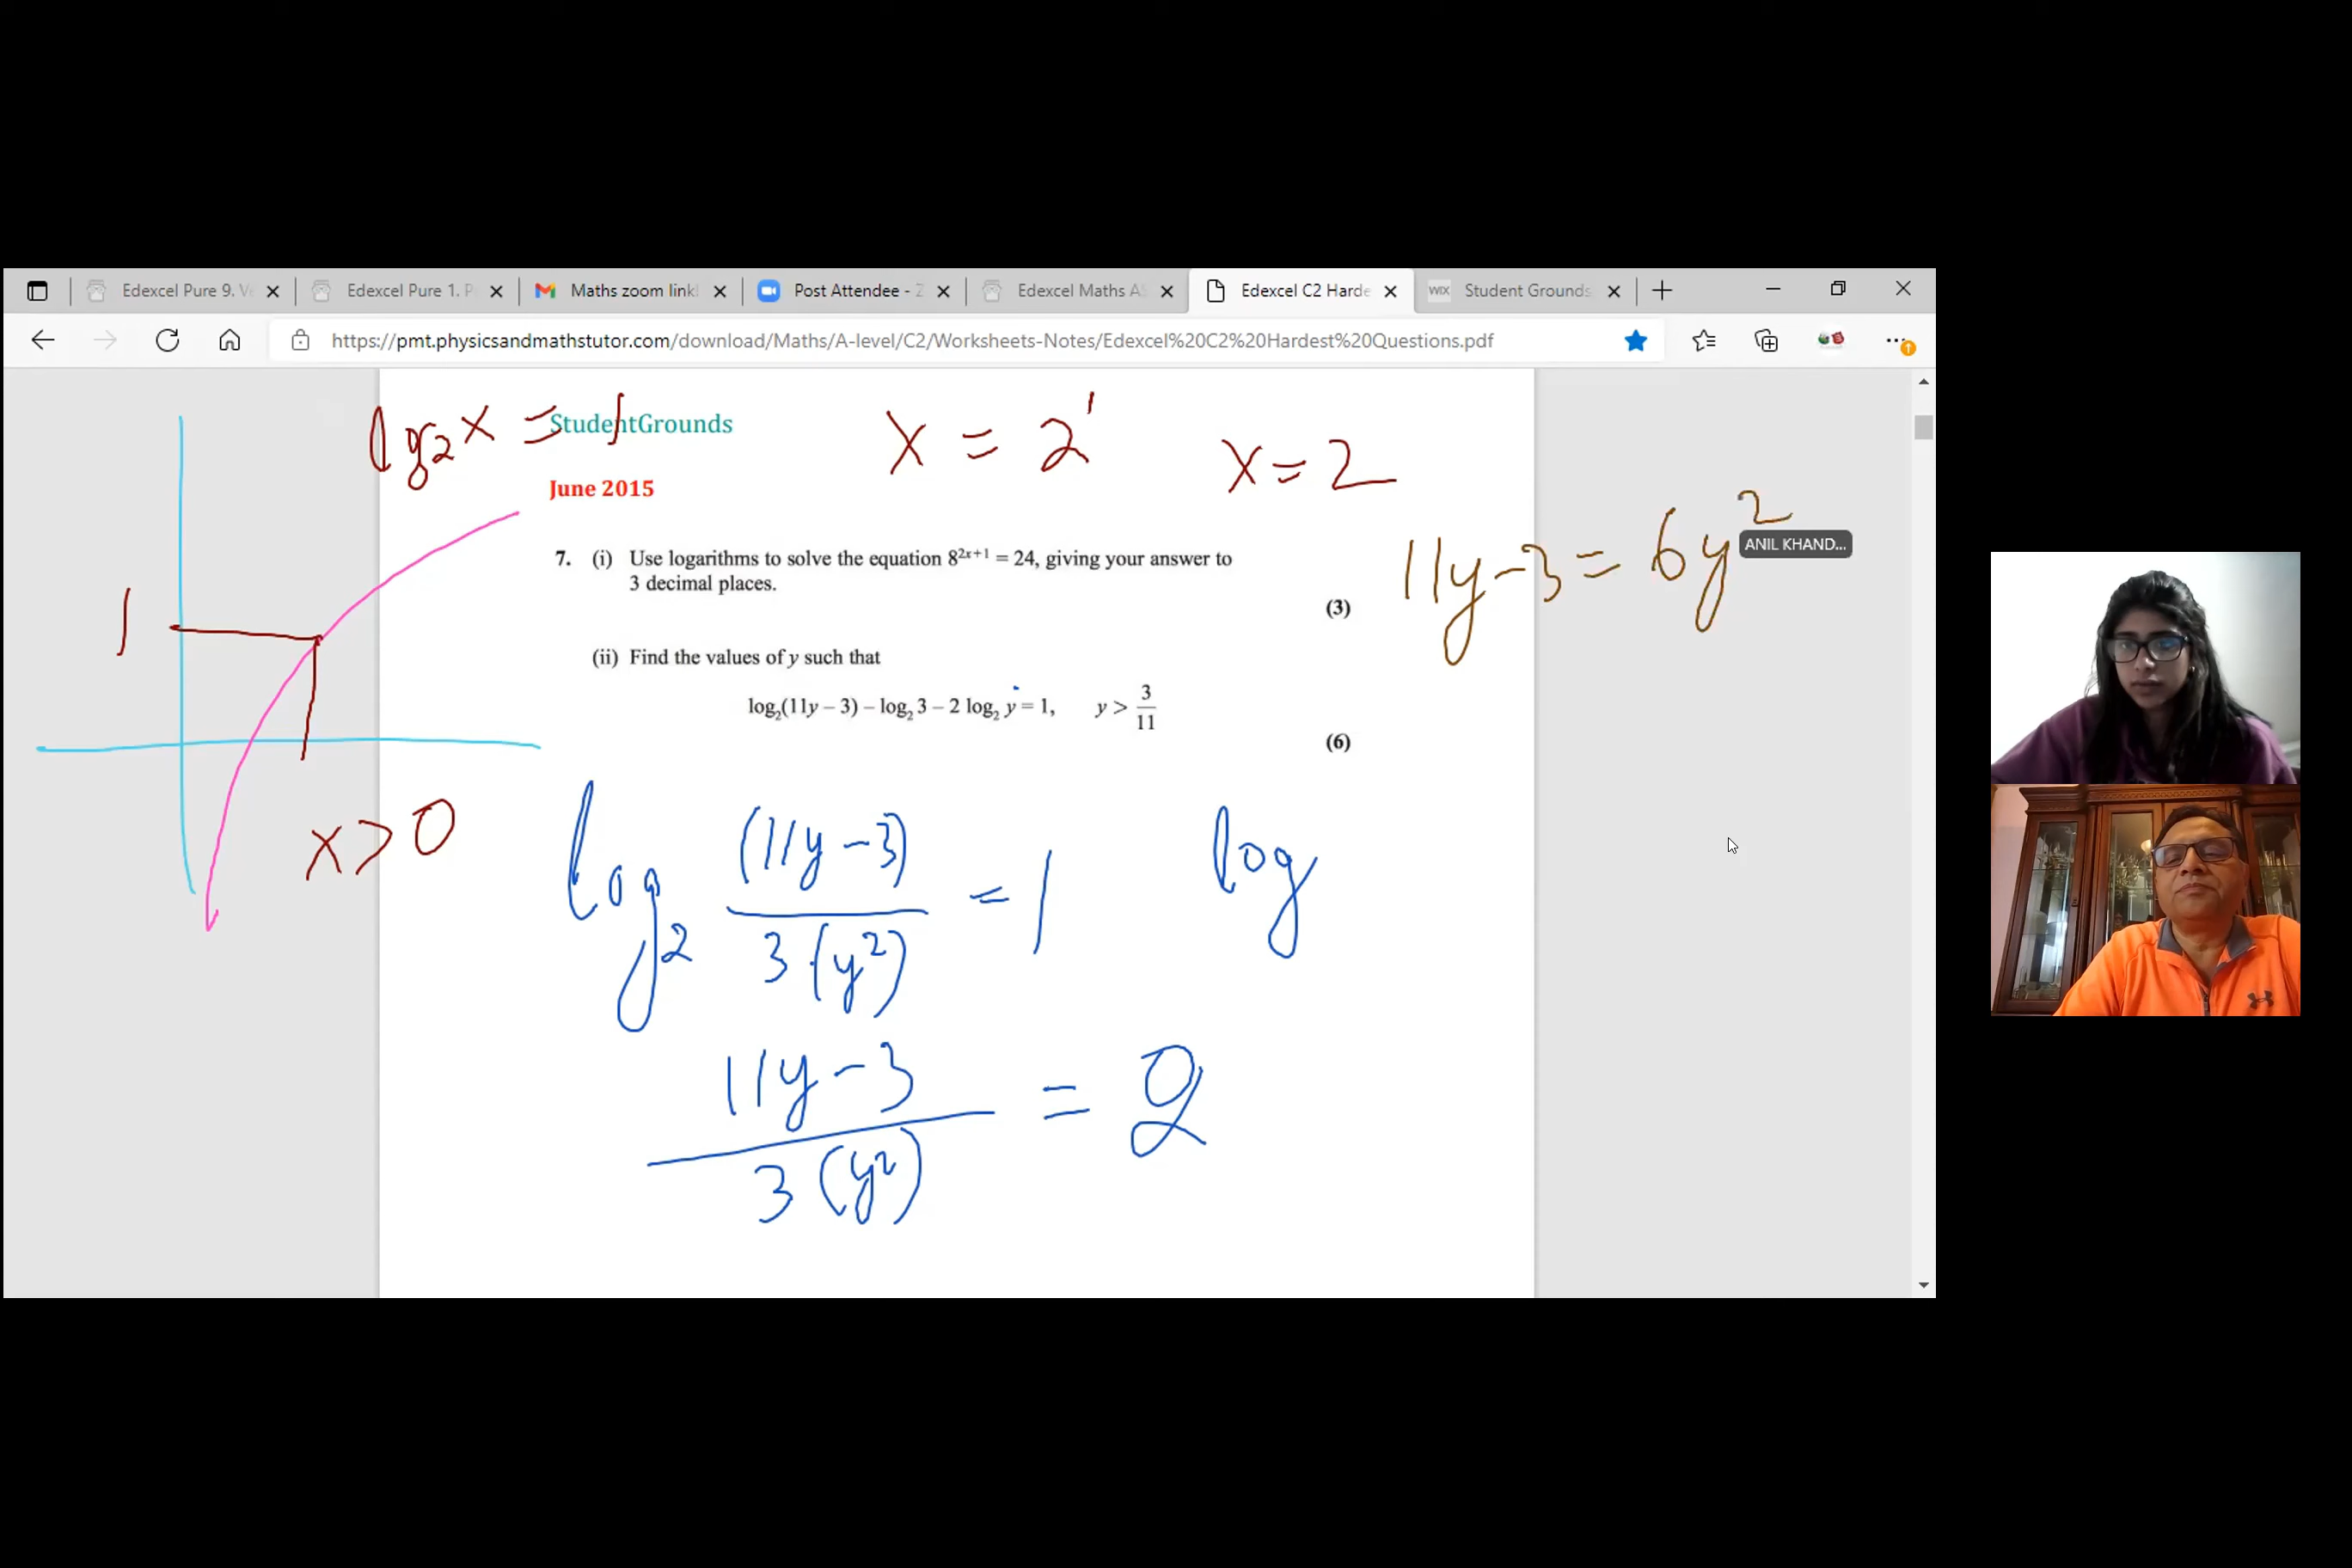 Edexcel Pure 9. V
Edexcel Pure 1. P
Maths zoom link
Post Attendee - Z
Edexcel Maths A
Edexcel C2 Harde
WIX
Student Grounds
https://pmt.physicsandmathstutor.com/download/Maths/A-level/C2/Worksheets-Notes/Edexcel%20C2%20Hardest%20Questions.pdf
log₂x = 1
x = 2¹
x = 2
StudentGrounds
June 2015
11y - 3 = 6y²
ANIL KHAND...
7. (i) Use logarithms to solve the equation 8²ˣ⁺¹ = 24, giving your answer to
3 decimal places.
(3)
1
(ii) Find the values of y such that
log₂(11y – 3) – log₂ 3 – 2 log₂ y = 1, y > 3/11
(6)
x > 0
log₂ (11y - 3)/3(y²) = 1
log
(11y - 3)/3(y²) = 2